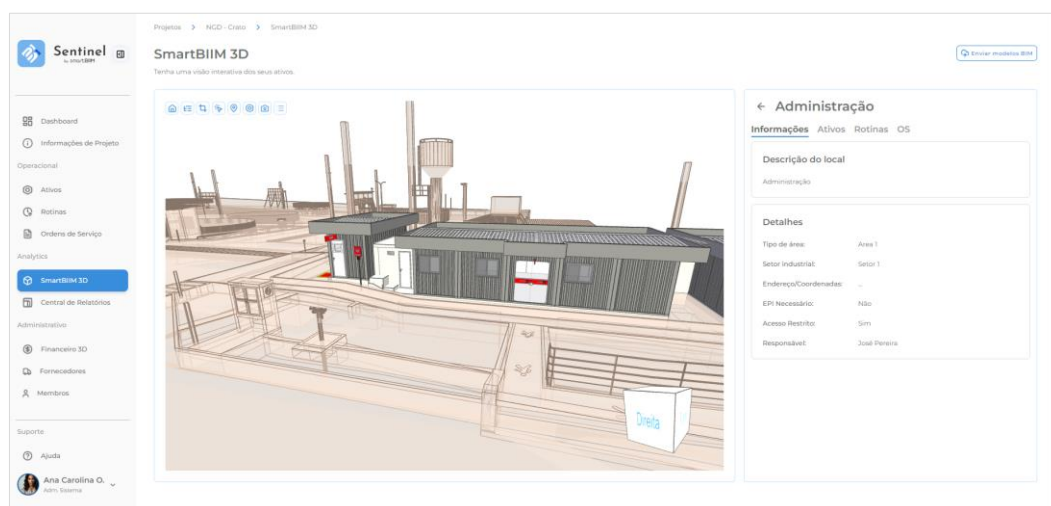 Projetos > NGD - Crato > SmartBIIM 3D
Sentinel
by smartBIIM
SmartBIIM 3D
Tenha uma visão interativa dos seus ativos.
Enviar modelos BIM
Dashboard
Informações de Projeto
Operacional
Ativos
Rotinas
Ordens de Serviço
Analytics
SmartBIIM 3D
Central de Relatórios
Administrativo
Financeiro 3D
Fornecedores
Membros
Suporte
Ajuda
Ana Carolina O.
Adm. Sistema
Direita
Administração
Informações Ativos Rotinas OS
Descrição do local
Administração
Detalhes
Tipo de área: Area 1
Setor Industrial: Setor 1
Endereço/Coordenadas: _
EPI Necessário: Não
Acesso Restrito: Sim
Responsável: José Pereira